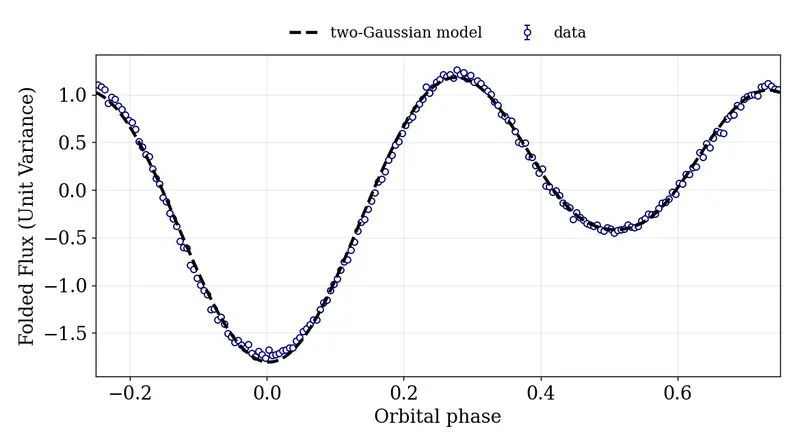 two-Gaussian model
data
Folded Flux (Unit Variance)
1.0
0.5
0.0
−0.5
−1.0
−1.5
−0.2
0.0
0.2
0.4
0.6
Orbital phase